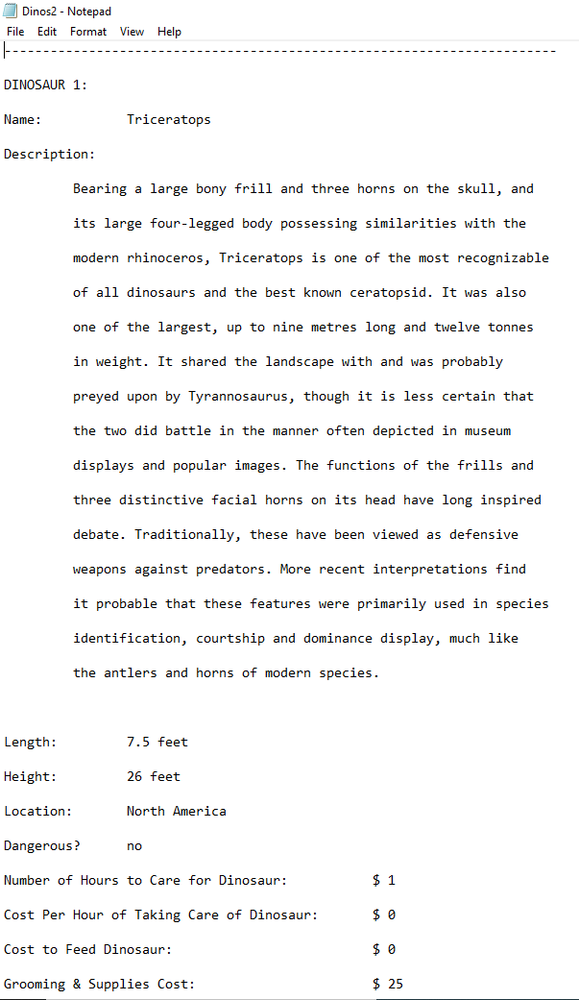 Dinos2 - Notepad
File Edit Format View Help
------------------------------------------------------------------------
DINOSAUR 1:
Name: Triceratops
Description:
Bearing a large bony frill and three horns on the skull, and
its large four-legged body possessing similarities with the
modern rhinoceros, Triceratops is one of the most recognizable
of all dinosaurs and the best known ceratopsid. It was also
one of the largest, up to nine metres long and twelve tonnes
in weight. It shared the landscape with and was probably
preyed upon by Tyrannosaurus, though it is less certain that
the two did battle in the manner often depicted in museum
displays and popular images. The functions of the frills and
three distinctive facial horns on its head have long inspired
debate. Traditionally, these have been viewed as defensive
weapons against predators. More recent interpretations find
it probable that these features were primarily used in species
identification, courtship and dominance display, much like
the antlers and horns of modern species.
Length: 7.5 feet
Height: 26 feet
Location: North America
Dangerous? no
Number of Hours to Care for Dinosaur: $ 1
Cost Per Hour of Taking Care of Dinosaur: $ 0
Cost to Feed Dinosaur: $ 0
Grooming & Supplies Cost: $ 25